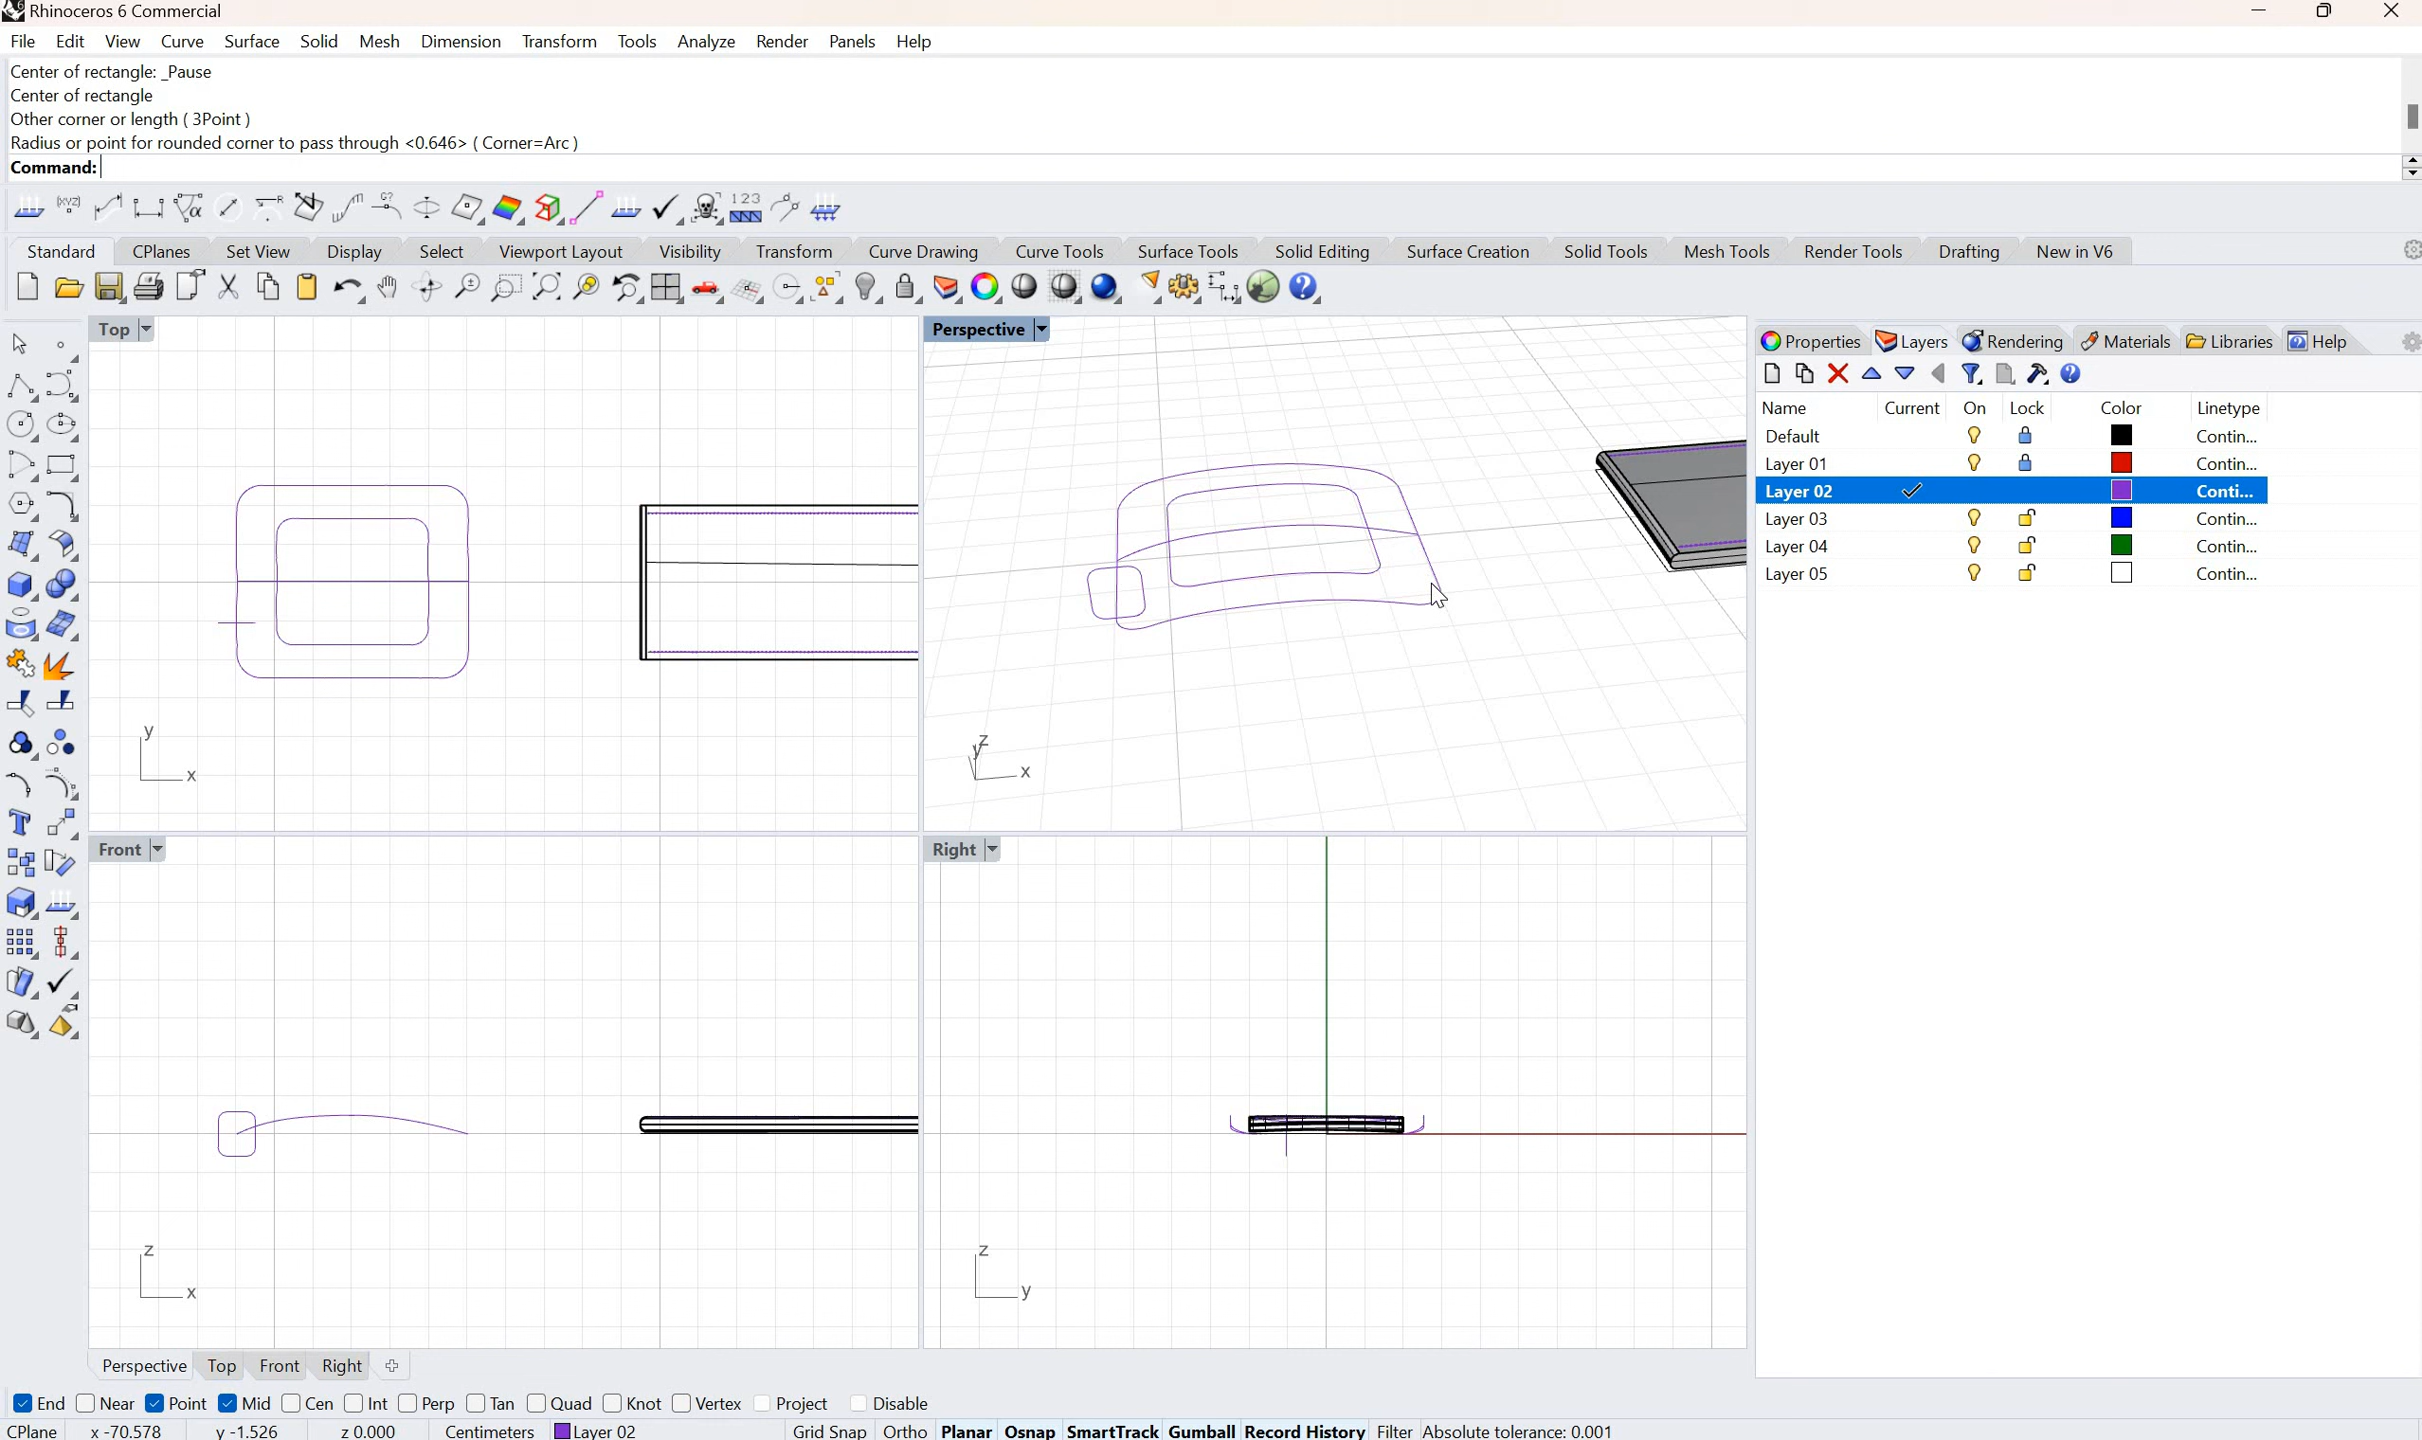 Rhinoceros 6 Commercial
File Edit View Curve Surface Solid Mesh Dimension Transform Tools Analyze Render Panels Help
Center of rectangle: _Pause
Center of rectangle
Other corner or length ( 3Point )
Radius or point for rounded corner to pass through <0.646> ( Corner=Arc )
Command:
Standard CPlanes Set View Display Select Viewport Layout Visibility Transform Curve Drawing Curve Tools Surface Tools Solid Editing Surface Creation Solid Tools Mesh Tools Render Tools Drafting New in V6
Top
y
x
Perspective
z
y
x
Front
z
x
Right
z
y
Properties Layers Rendering Materials Libraries Help
Name Current On Lock Color Linetype
Default Contin...
Layer 01 Contin...
Layer 02 Conti...
Layer 03 Contin...
Layer 04 Contin...
Layer 05 Contin...
Perspective Top Front Right
End Near Point Mid Cen Int Perp Tan Quad Knot Vertex Project Disable
CPlane x -70.578 y -1.526 z 0.000 Centimeters Layer 02 Grid Snap Ortho Planar Osnap SmartTrack Gumball Record History Filter Absolute tolerance: 0.001